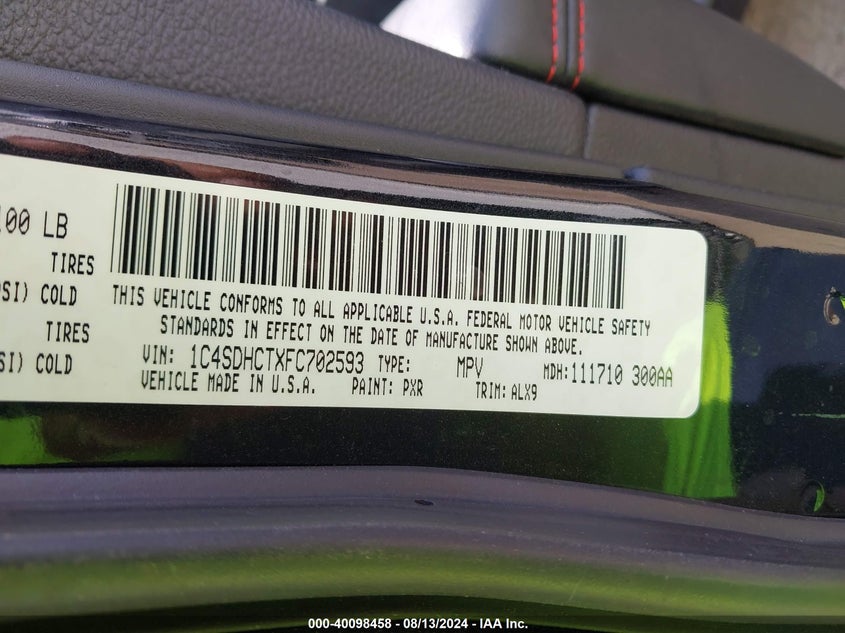 100 LB
TIRES
PSI) COLD
TIRES
SI) COLD
THIS VEHICLE CONFORMS TO ALL APPLICABLE U.S.A. FEDERAL MOTOR VEHICLE SAFETY
STANDARDS IN EFFECT ON THE DATE OF MANUFACTURE SHOWN ABOVE.
VIN: 1C4SDHCTXFC702593 TYPE: MPV MDH: 111710 300AA
VEHICLE MADE IN U.S.A. PAINT: PXR TRIM: ALX9
000-40098458 - 08/13/2024 - IAA Inc.